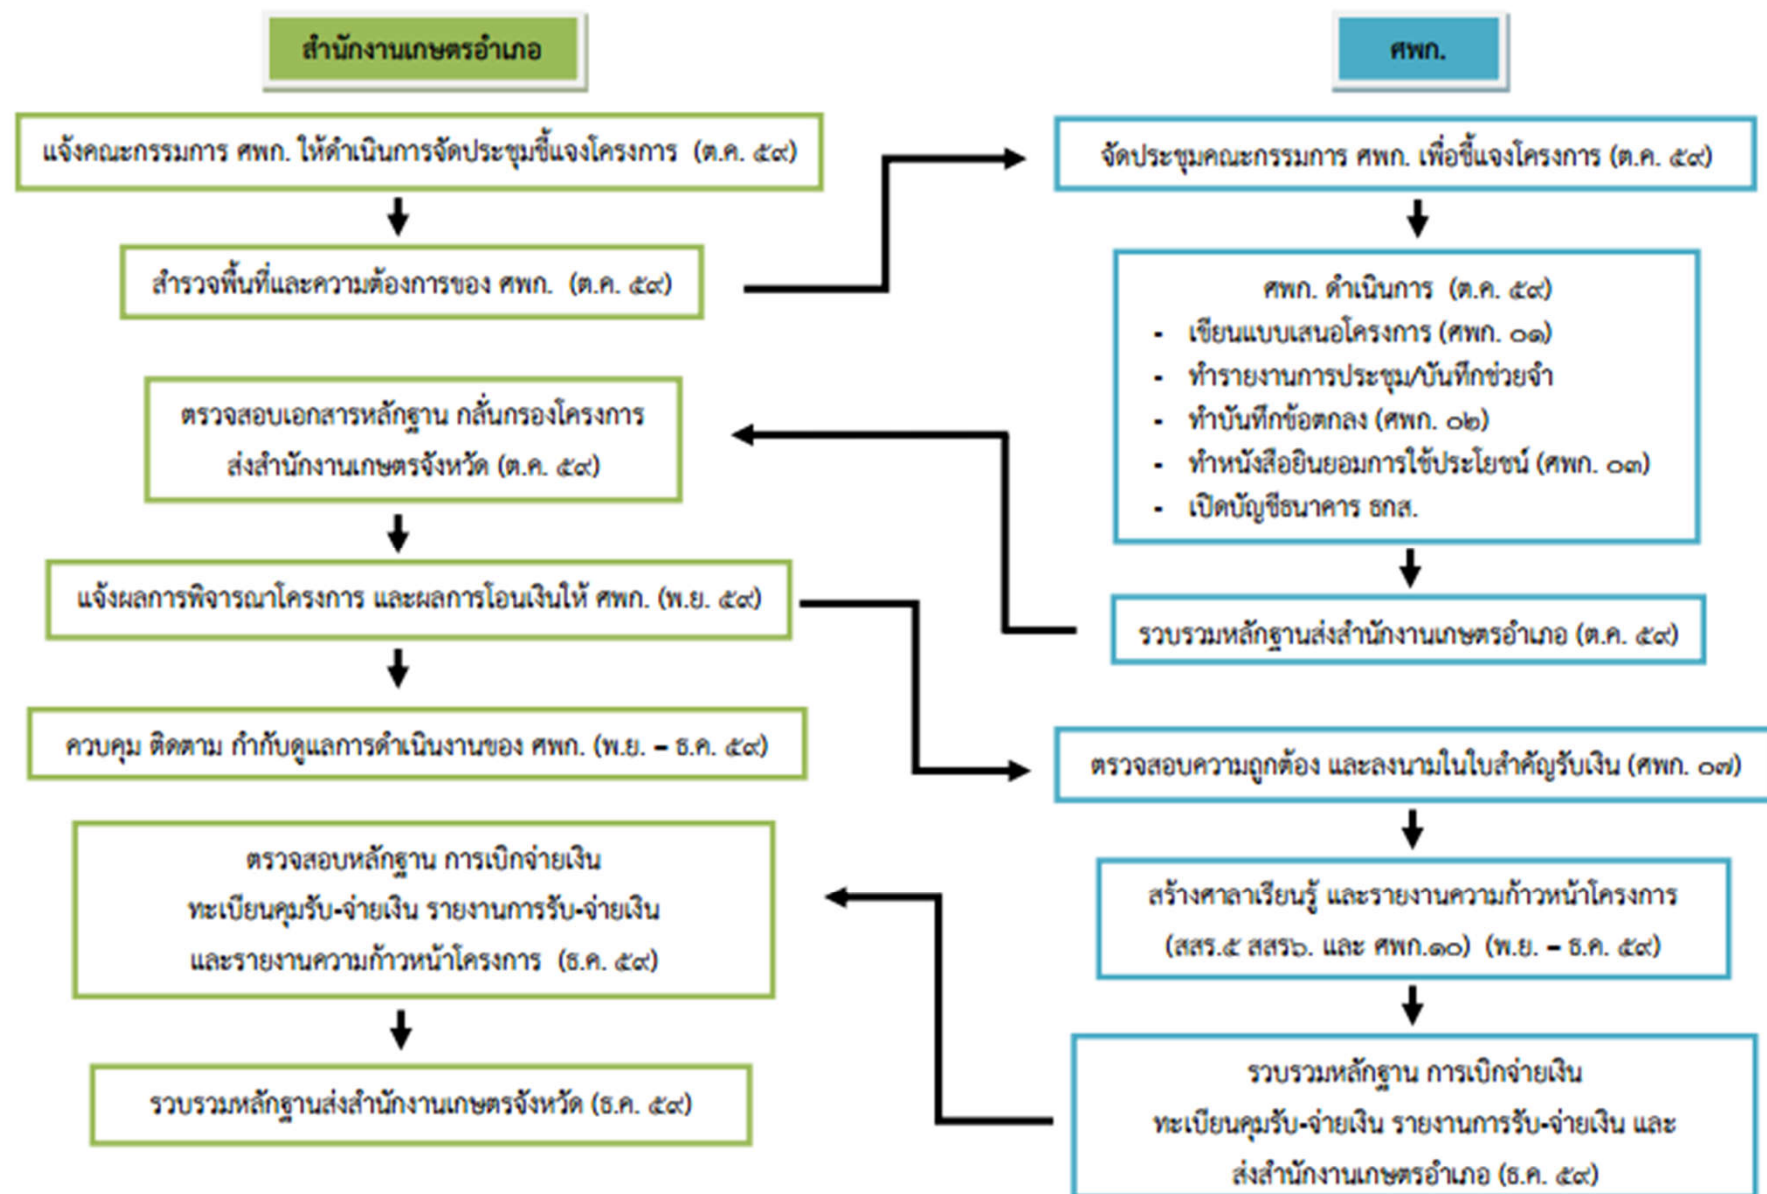 สำนักงานเกษตรอำเภอ
แจ้งคณะกรรมการ ศพก. ให้ดำเนินการจัดประชุมชี้แจงโครงการ (ต.ค. ๕๙)
สำรวจพื้นที่และความต้องการของ ศพก. (ต.ค. ๕๙)
ตรวจสอบเอกสารหลักฐาน กลั่นกรองโครงการ
ส่งสำนักงานเกษตรจังหวัด (ต.ค. ๕๙)
แจ้งผลการพิจารณาโครงการ และผลการโอนเงินให้ ศพก. (พ.ย. ๕๙)
ควบคุม ติดตาม กำกับดูแลการดำเนินงานของ ศพก. (พ.ย. – ธ.ค. ๕๙)
ตรวจสอบหลักฐาน การเบิกจ่ายเงิน
ทะเบียนคุมรับ-จ่ายเงิน รายงานการรับ-จ่ายเงิน
และรายงานความก้าวหน้าโครงการ (ธ.ค. ๕๙)
รวบรวมหลักฐานส่งสำนักงานเกษตรจังหวัด (ธ.ค. ๕๙)
ศพก.
จัดประชุมคณะกรรมการ ศพก. เพื่อชี้แจงโครงการ (ต.ค. ๕๙)
ศพก. ดำเนินการ (ต.ค. ๕๙)
- เขียนแบบเสนอโครงการ (ศพก. ๐๑)
- ทำรายงานการประชุม/บันทึกช่วยจำ
- ทำบันทึกข้อตกลง (ศพก. ๐๒)
- ทำหนังสือยินยอมการใช้ประโยชน์ (ศพก. ๐๓)
- เปิดบัญชีธนาคาร ธกส.
รวบรวมหลักฐานส่งสำนักงานเกษตรอำเภอ (ต.ค. ๕๙)
ตรวจสอบความถูกต้อง และลงนามในใบสำคัญรับเงิน (ศพก. ๐๗)
สร้างศาลาเรียนรู้ และรายงานความก้าวหน้าโครงการ
(สสร.๕ สสร๖. และ ศพก.๑๐) (พ.ย. – ธ.ค. ๕๙)
รวบรวมหลักฐาน การเบิกจ่ายเงิน
ทะเบียนคุมรับ-จ่ายเงิน รายงานการรับ-จ่ายเงิน และ
ส่งสำนักงานเกษตรอำเภอ (ธ.ค. ๕๙)